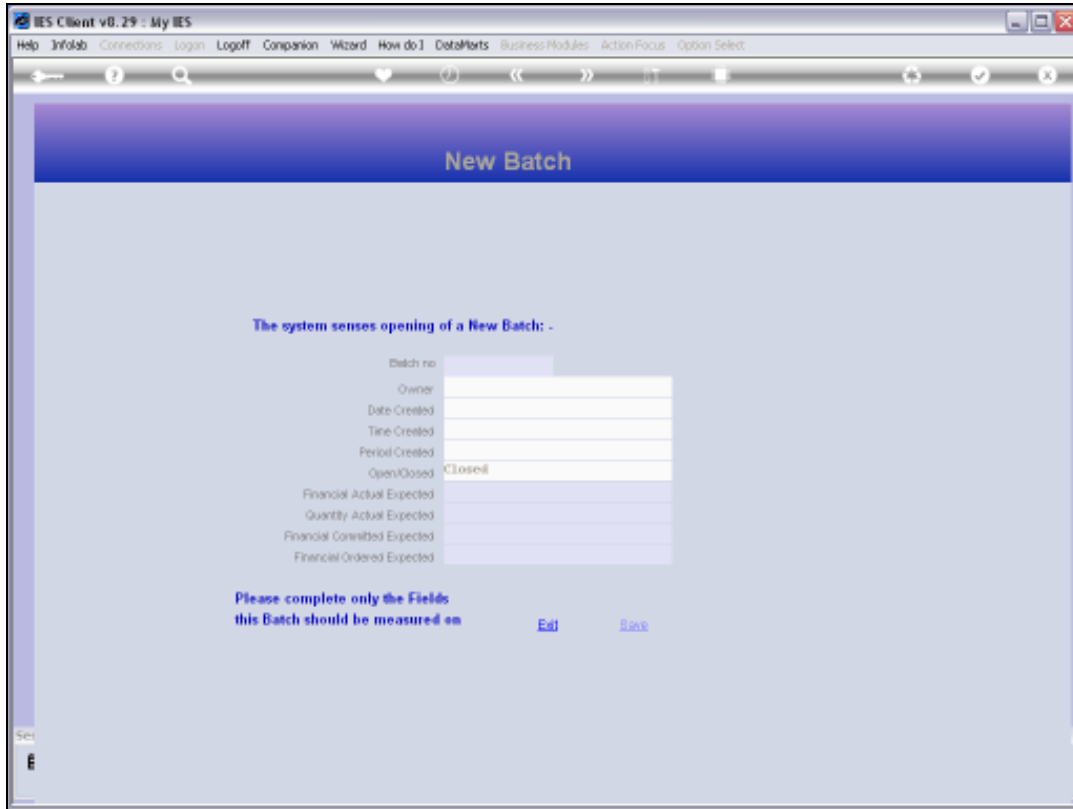 IES Client v8.29 : My IES
Help Infolab Connections Logon Logoff Companion Wizard How do I DataMarts Business Modules Action Focus Option Select
New Batch
The system senses opening of a New Batch: -
Batch no
Owner
Date Created
Time Created
Period Created
Open/Closed Closed
Financial Actual Expected
Quantity Actual Expected
Financial Committed Expected
Financial Ordered Expected
Please complete only the Fields
this Batch should be measured on
Exit Save